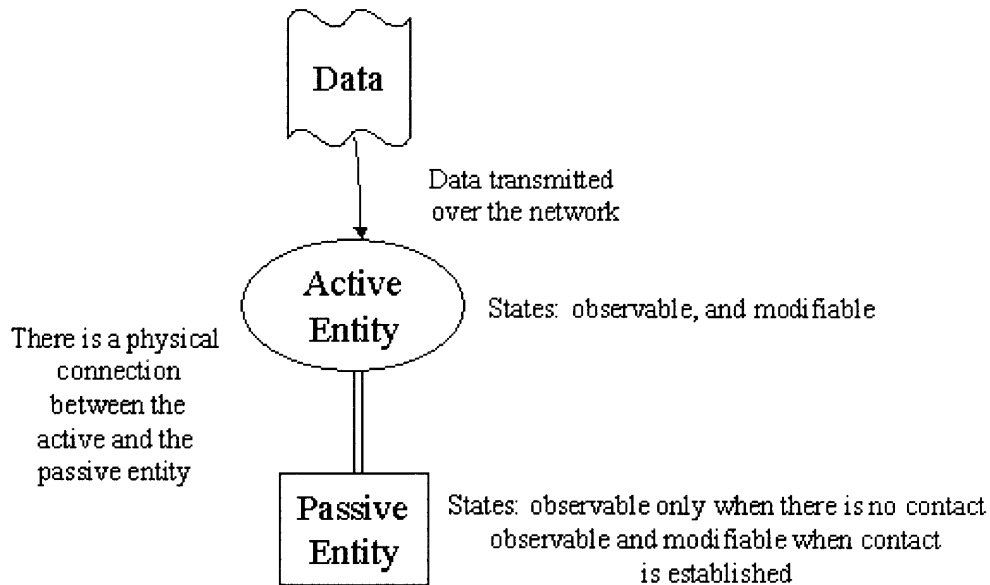 Data
Data transmitted
over the network
Active
Entity
States: observable, and modifiable
There is a physical
connection
between the
active and the
passive entity
Passive
Entity
States: observable only when there is no contact
observable and modifiable when contact
is established